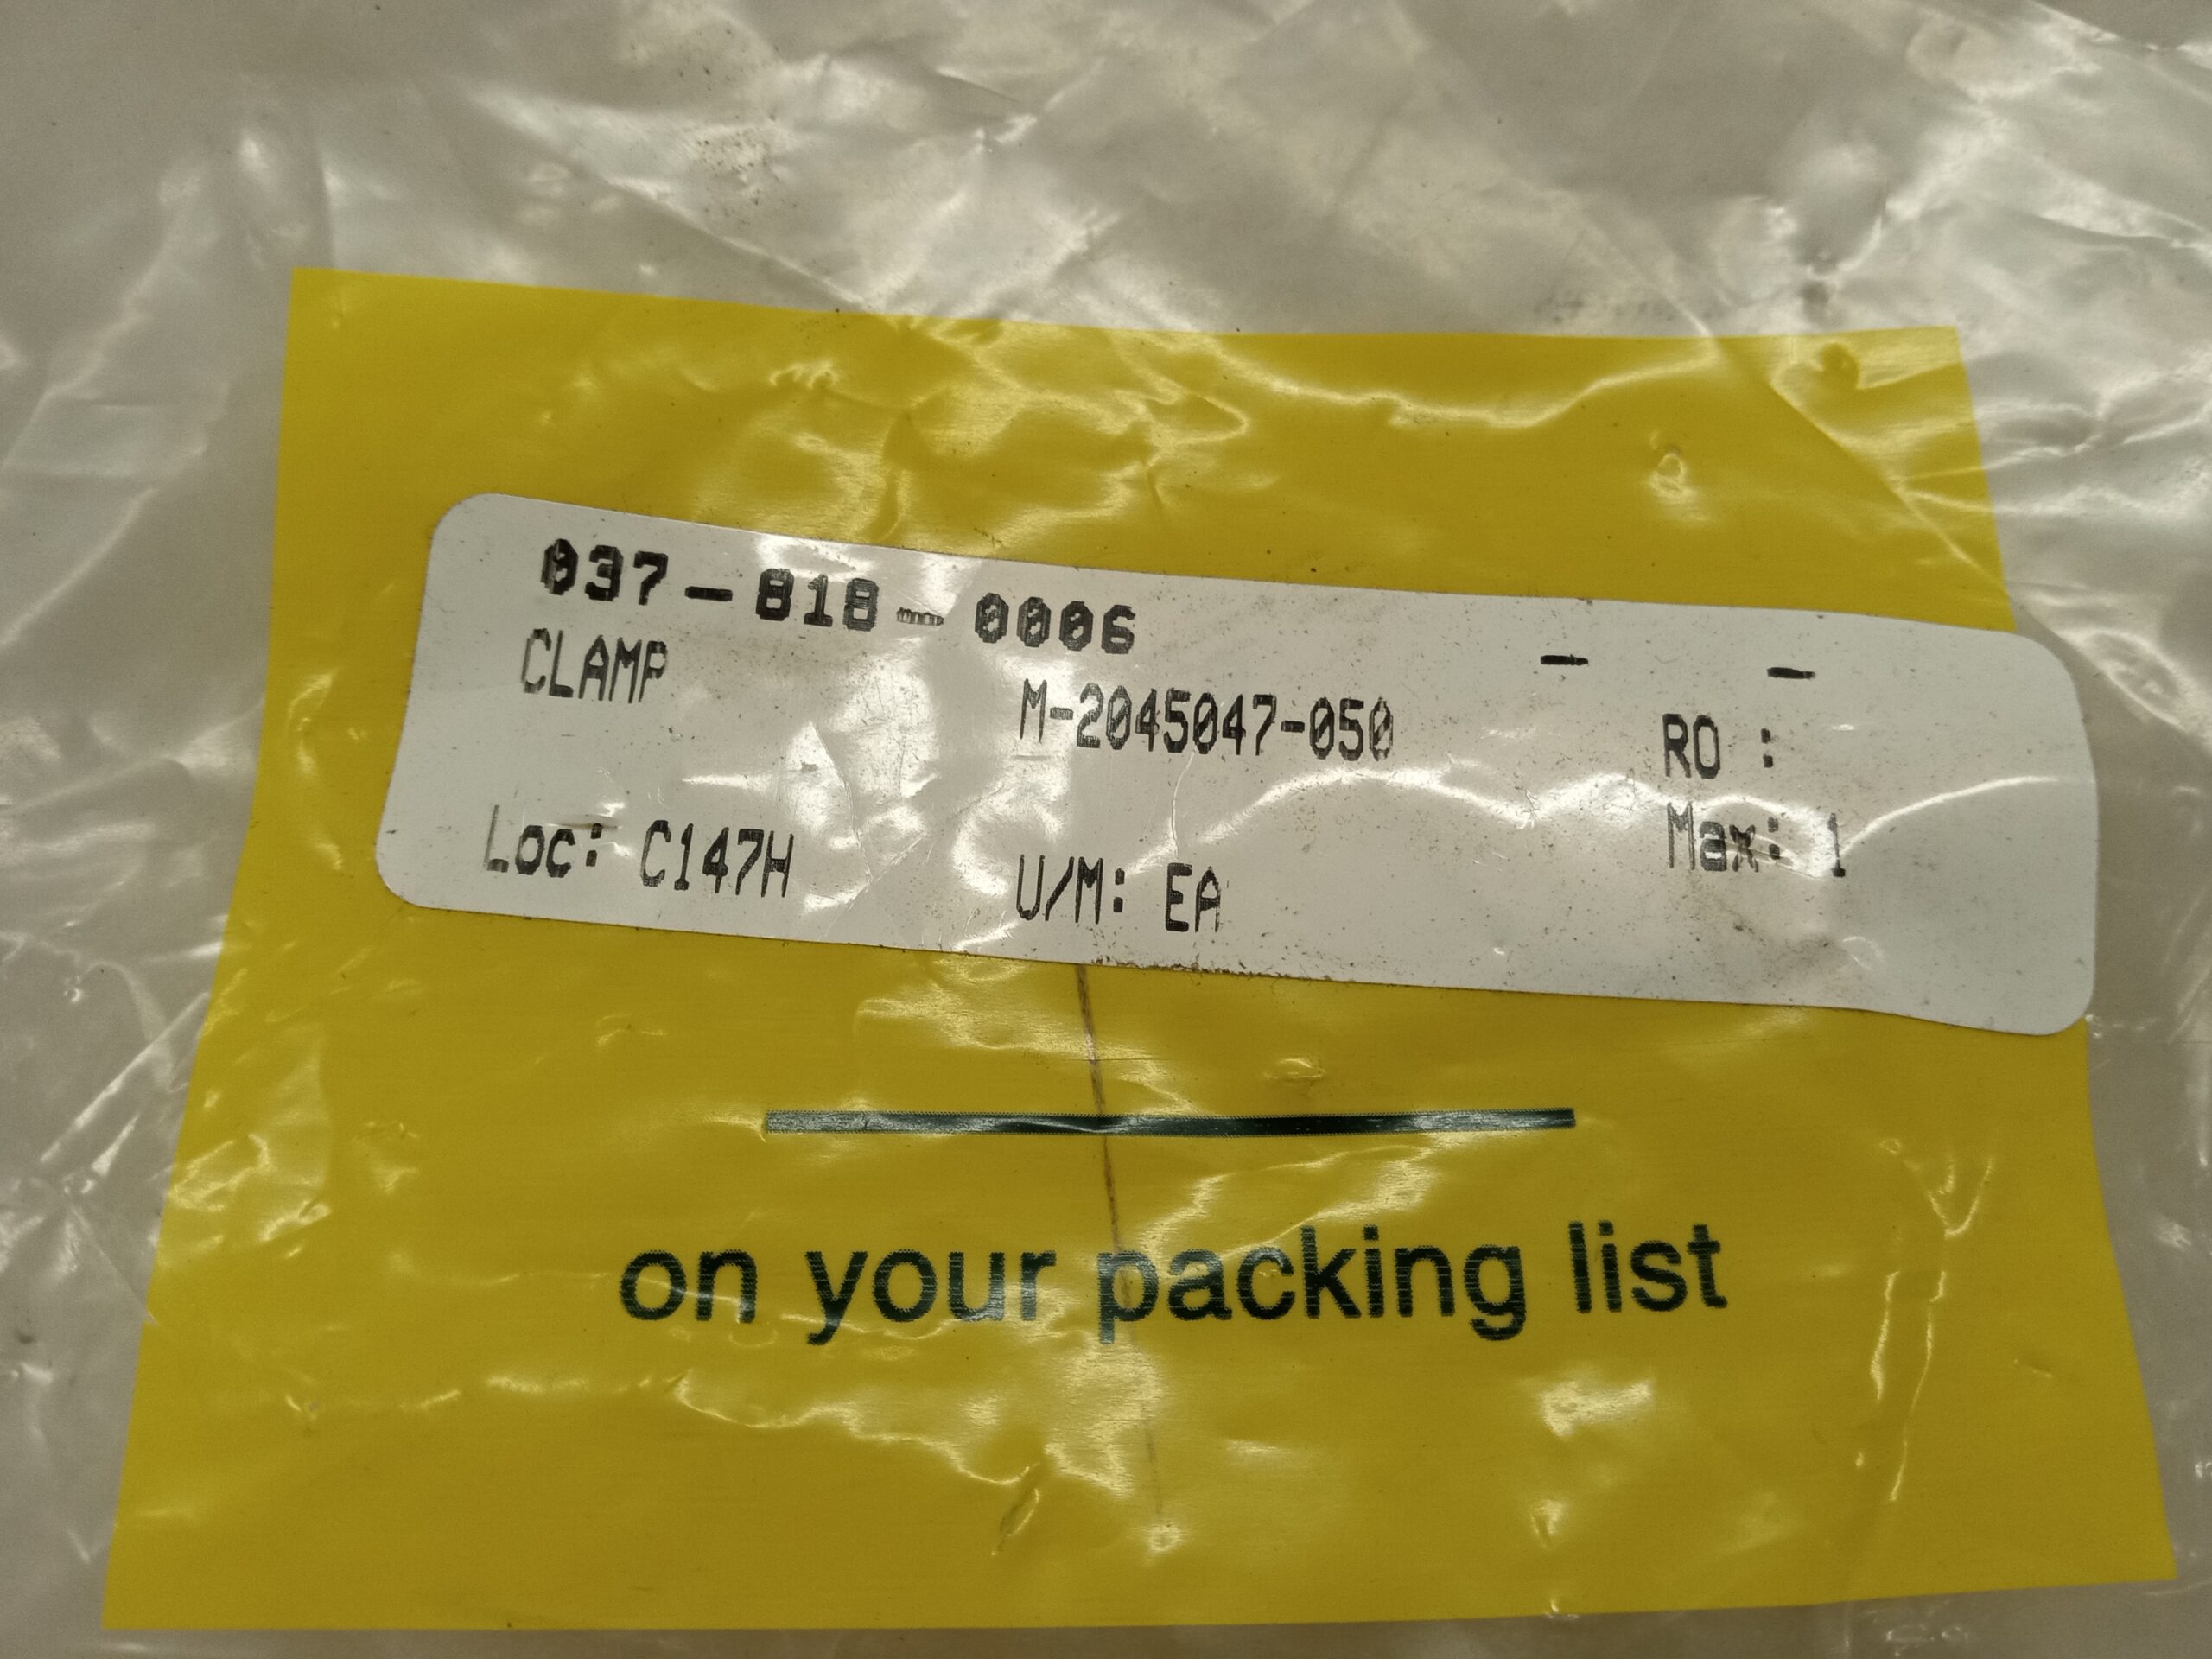 037-818-0006 - -
CLAMP M-2045047-050 RO :
Loc: C147H U/M: EA Max: 1
on your packing list